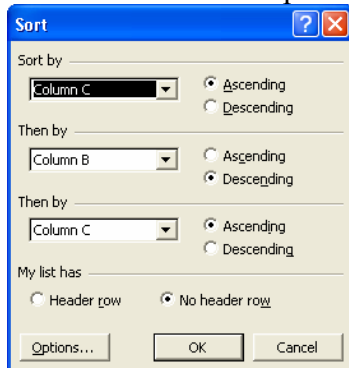 Sort
Sort by
Column C
Ascending
Descending
Then by
Column B
Ascending
Descending
Then by
Column C
Ascending
Descending
My list has
Header row
No header row
Options...
OK
Cancel